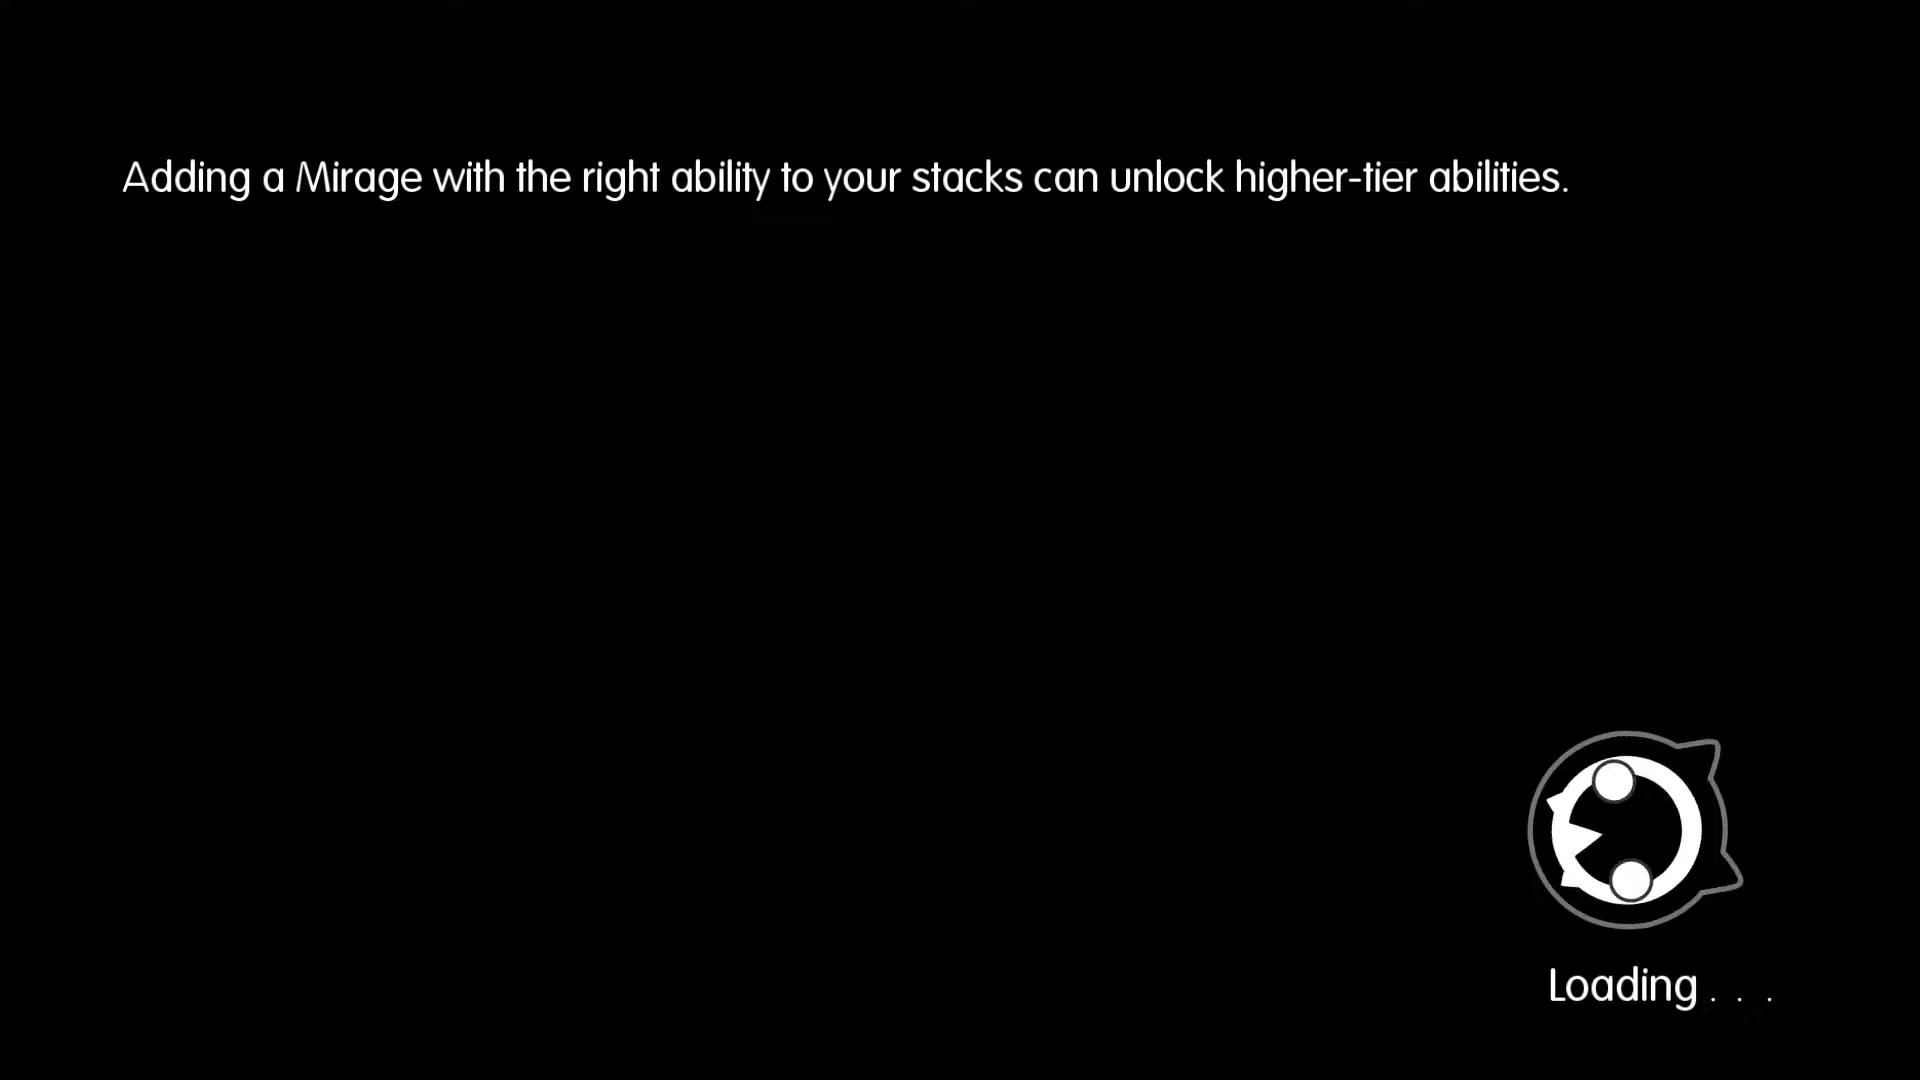 Adding a Mirage with the right ability to your stacks can unlock higher-tier abilities.
Loading . . .